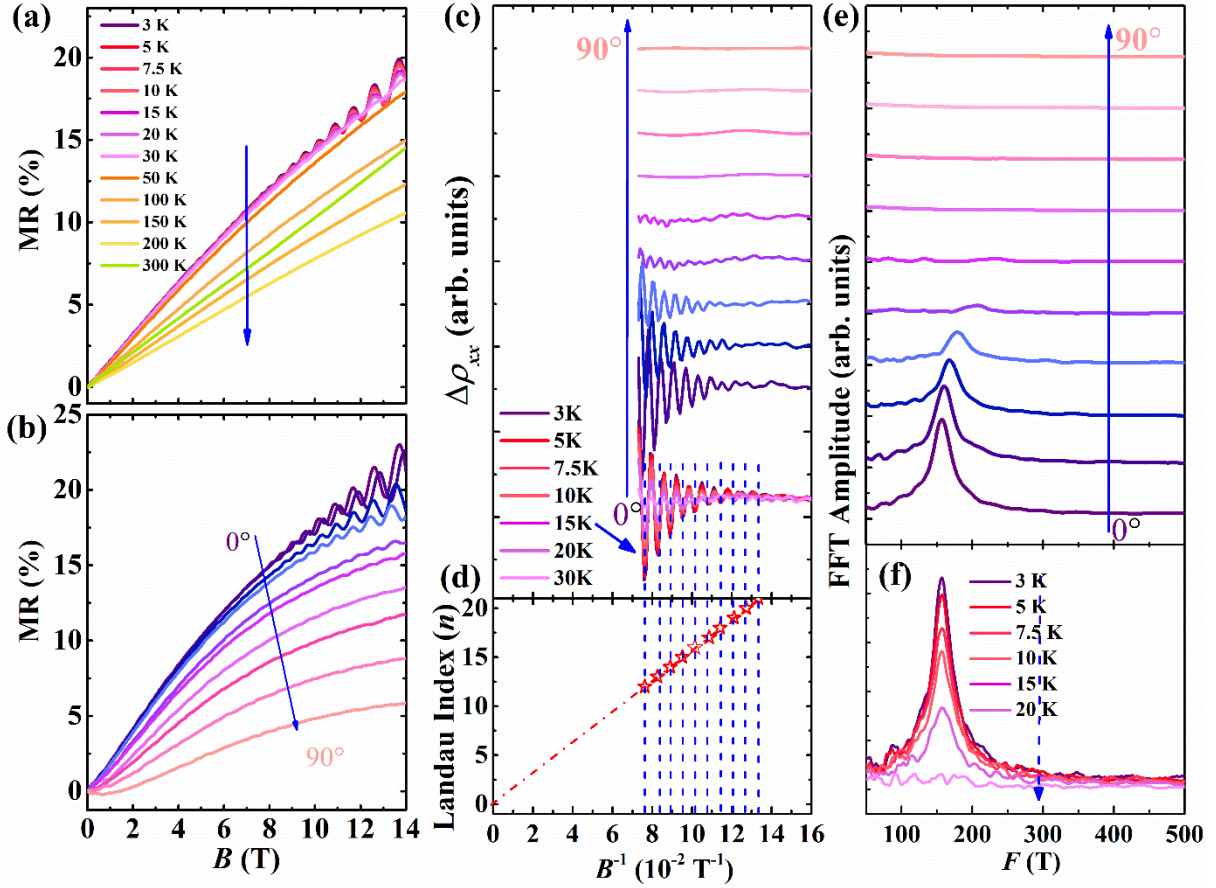 (a)
3 K
5 K
7.5 K
10 K
15 K
20 K
30 K
50 K
100 K
150 K
200 K
300 K
20
15
10
5
0
MR (%)
(b)
25
20
15
10
5
0
MR (%)
0°
90°
0 2 4 6 8 10 12 14
B (T)
(c)
90°
Δρxx (arb. units)
3K
5K
7.5K
10K
15K
20K
30K
0°
(d)
20
15
10
5
0
Landau Index (n)
0 2 4 6 8 10 12 14 16
B⁻¹ (10⁻² T⁻¹)
(e)
90°
0°
FFT Amplitude (arb. units)
(f)
3 K
5 K
7.5 K
10 K
15 K
20 K
100 200 300 400 500
F (T)